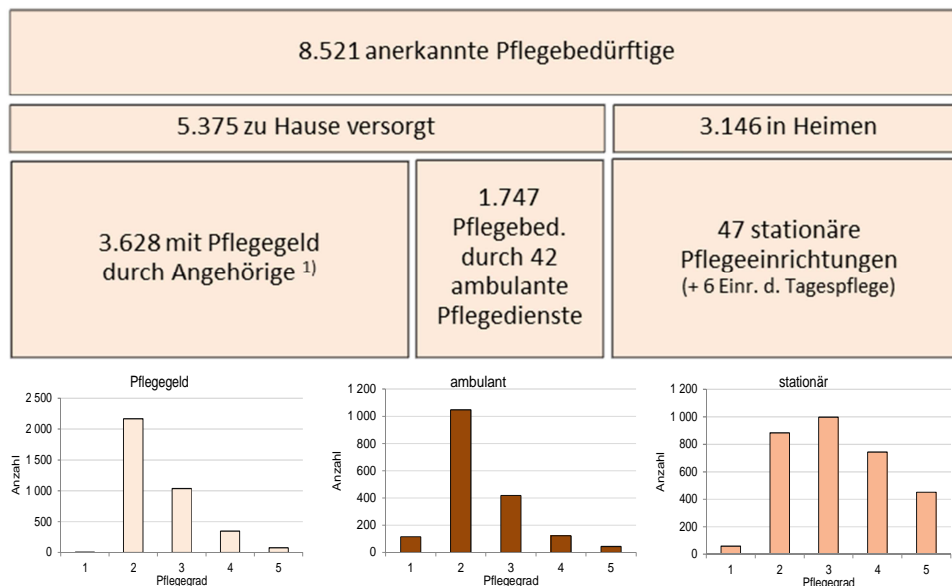 8.521 anerkannte Pflegebedürftige
5.375 zu Hause versorgt
3.146 in Heimen
3.628 mit Pflegegeld
durch Angehörige 1)
1.747
Pflegebed.
durch 42
ambulante
Pflegedienste
47 stationäre
Pflegeeinrichtungen
(+ 6 Einr. d. Tagespflege)
Pflegegeld
2 500
2 000
1 500
1 000
500
0
Anzahl
1 2 3 4 5
Pflegegrad
ambulant
1 200
1 000
800
600
400
200
0
Anzahl
1 2 3 4 5
Pflegegrad
stationär
1 200
1 000
800
600
400
200
0
Anzahl
1 2 3 4 5
Pflegegrad